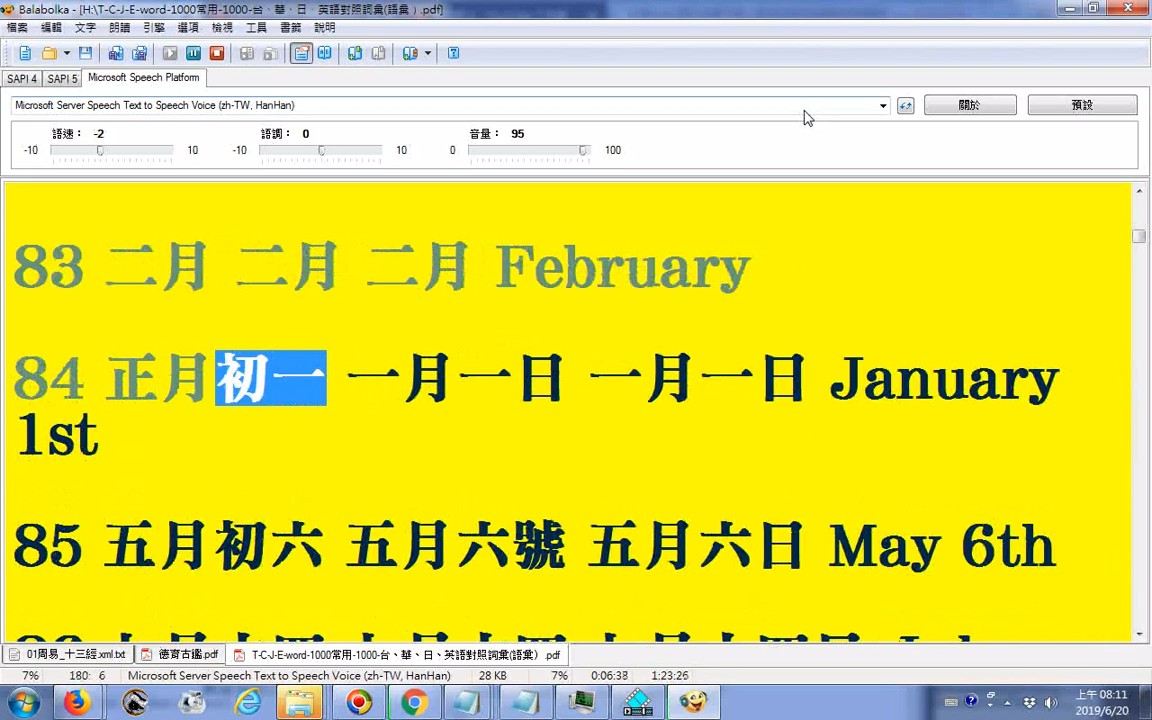 Balabolka - [H:\T-C-J-E-word-1000常用-1000-台、華、日、英語對照詞彙(語彙﹞.pdf]
檔案 編輯 文字 朗讀 引擎 選項 檢視 工具 書籤 說明
SAPI 4 SAPI 5 Microsoft Speech Platform
Microsoft Server Speech Text to Speech Voice (zh-TW, HanHan) 關於 預設
語速： -2 語調： 0 音量： 95
-10 10 -10 10 0 100
83 二月 二月 二月 February
84 正月初一 一月一日 一月一日 January
1st
85 五月初六 五月六號 五月六日 May 6th
01周易_十三經.xml.txt 德育古鑑.pdf T-C-J-E-word-1000常用-1000-台、華、日、英語對照詞彙(語彙﹞.pdf
7% 180: 6 Microsoft Server Speech Text to Speech Voice (zh-TW, HanHan) 28 KB 7% 0:06:38 1:23:26
上午 08:11
2019/6/20